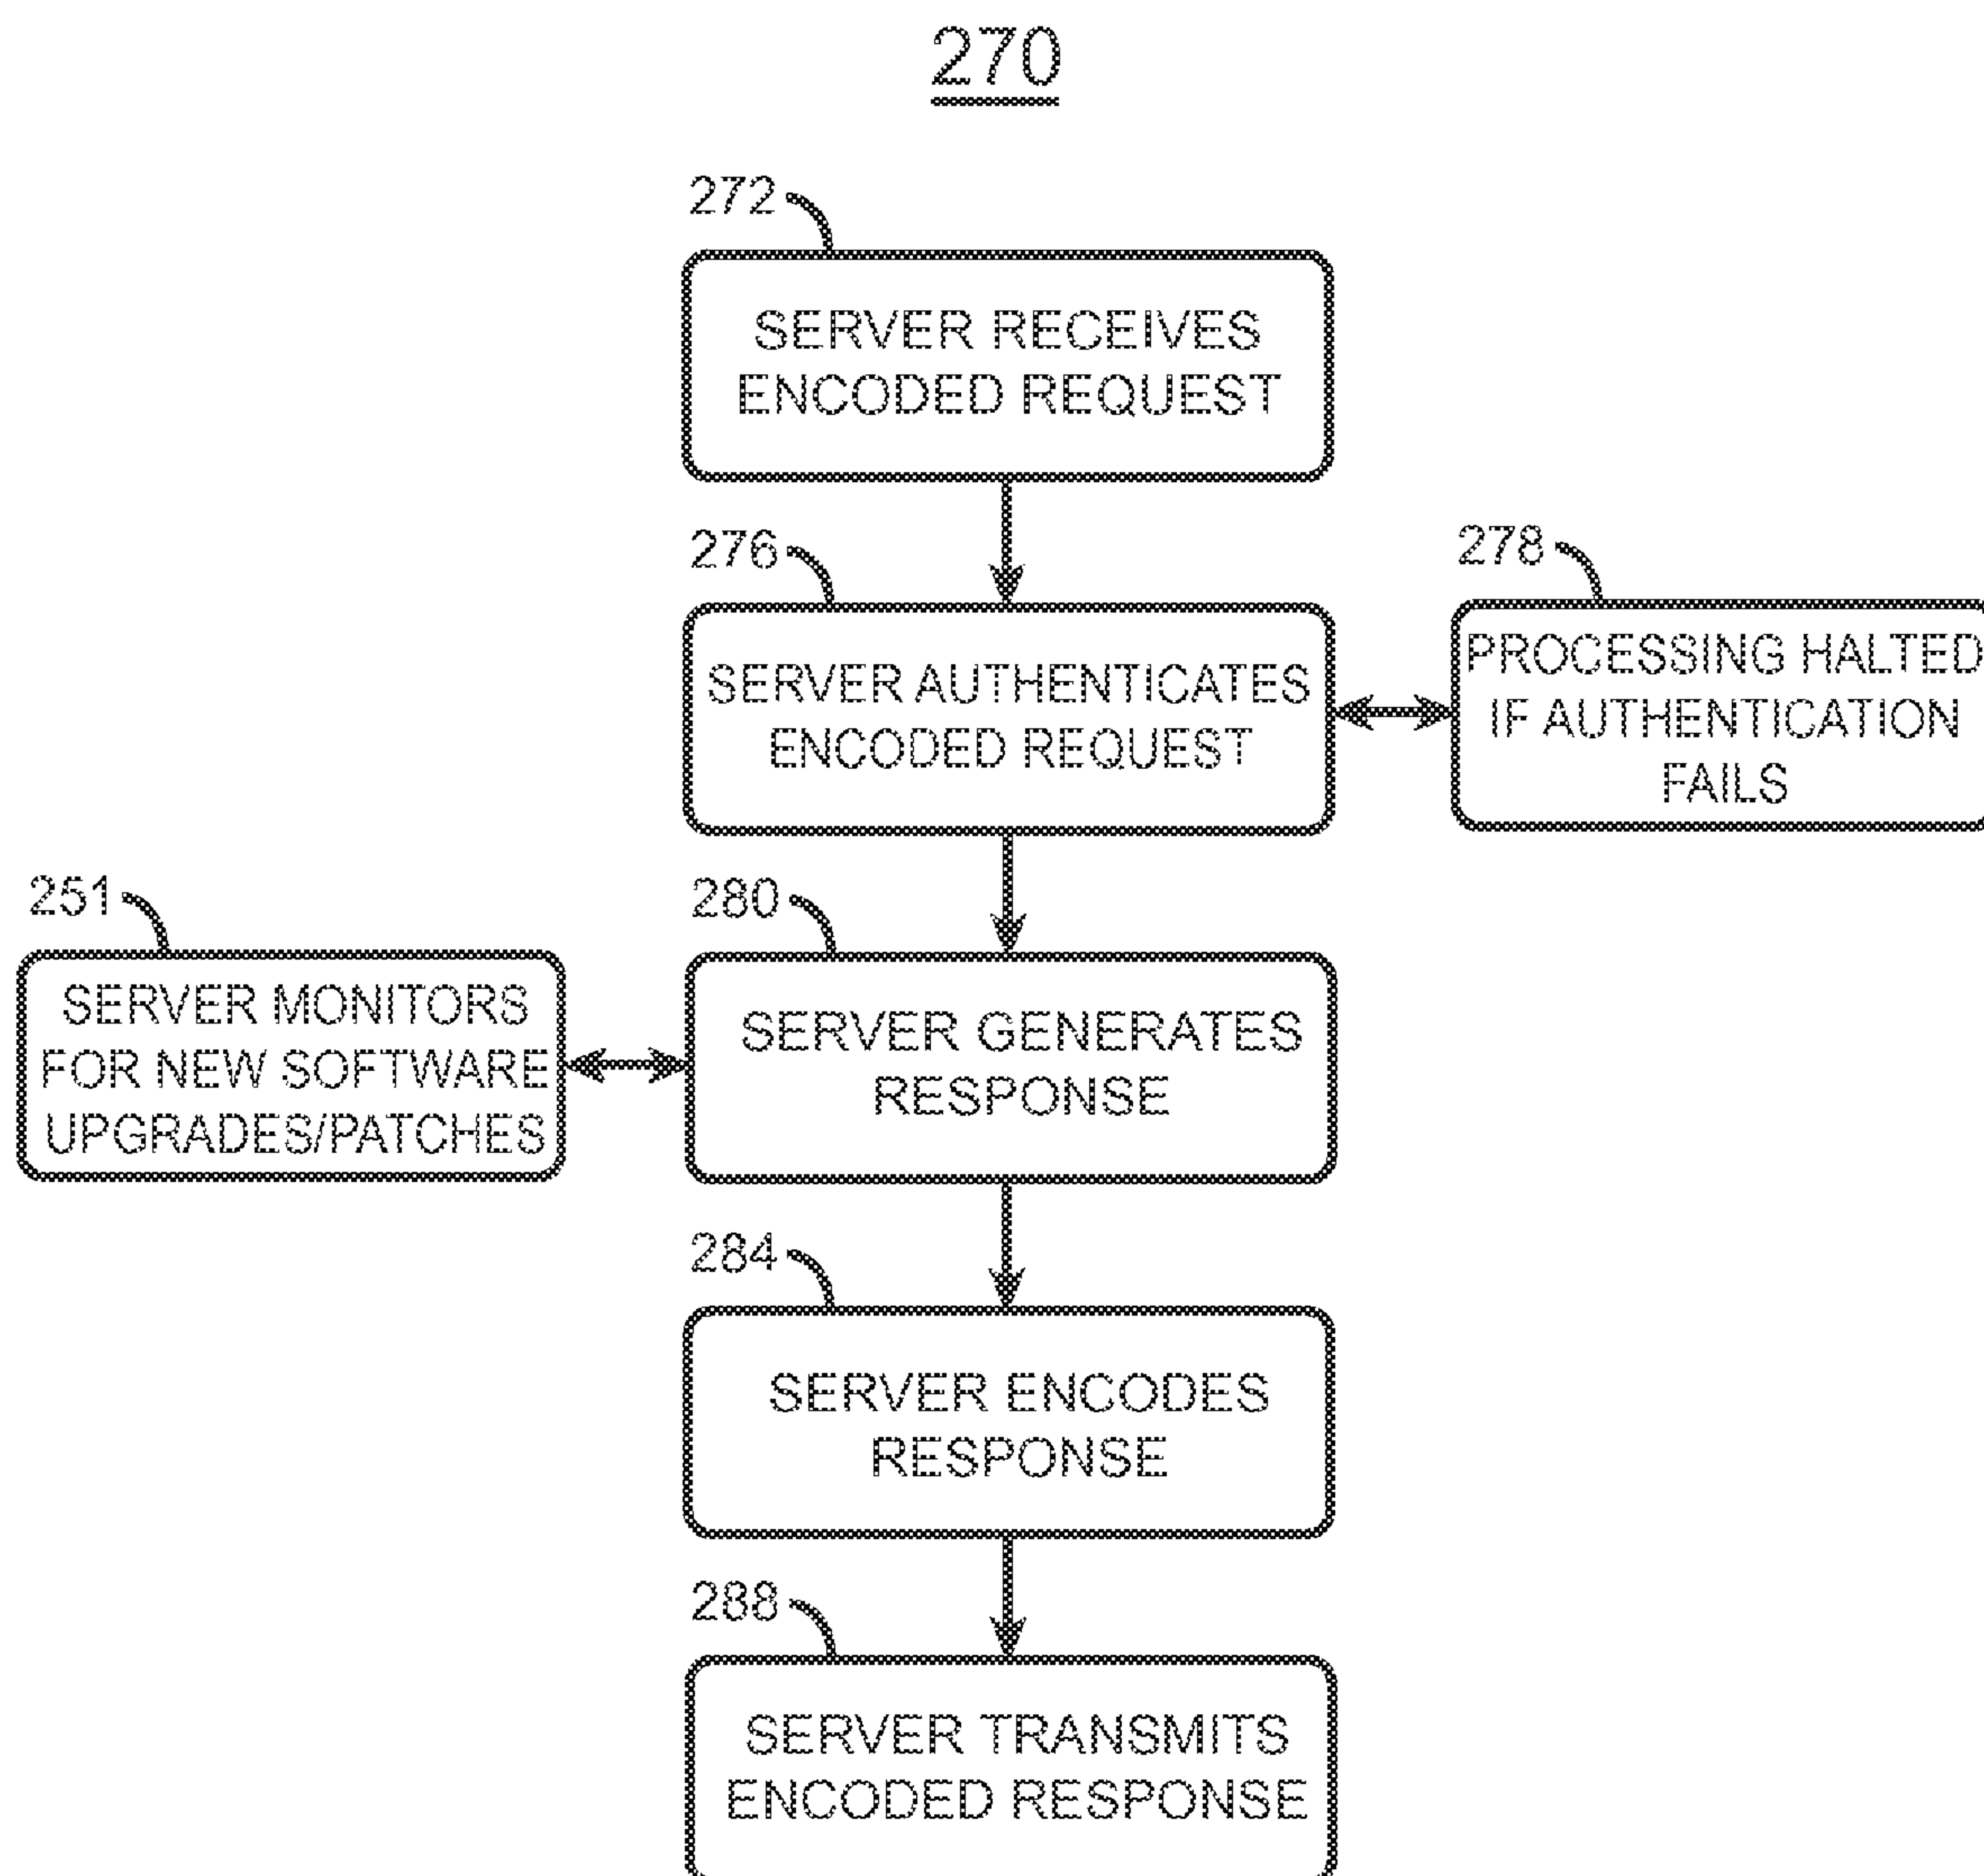 270
272
SERVER RECEIVES
ENCODED REQUEST
276
SERVER AUTHENTICATES
ENCODED REQUEST
278
PROCESSING HALTED
IF AUTHENTICATION
FAILS
251
SERVER MONITORS
FOR NEW SOFTWARE
UPGRADES/PATCHES
280
SERVER GENERATES
RESPONSE
284
SERVER ENCODES
RESPONSE
288
SERVER TRANSMITS
ENCODED RESPONSE